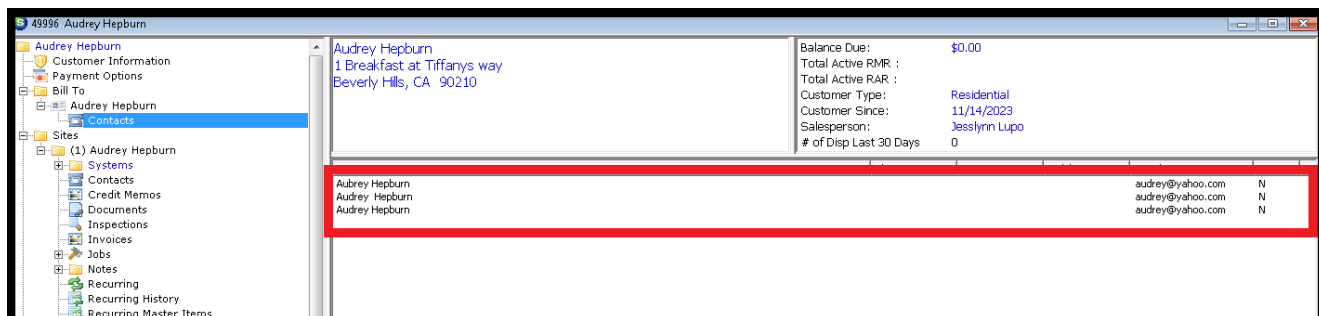 49996 Audrey Hepburn
Audrey Hepburn
Customer Information
Payment Options
Bill To
Audrey Hepburn
Contacts
Sites
(1) Audrey Hepburn
Systems
Contacts
Credit Memos
Documents
Inspections
Invoices
Jobs
Notes
Recurring
Recurring History
Recurring Master Items
Audrey Hepburn
1 Breakfast at Tiffanys way
Beverly Hills, CA 90210
Balance Due: $0.00
Total Active RMR :
Total Active RAR :
Customer Type: Residential
Customer Since: 11/14/2023
Salesperson: Jesslynn Lupo
# of Disp Last 30 Days 0
Aubrey Hepburn audrey@yahoo.com N
Audrey Hepburn audrey@yahoo.com N
Audrey Hepburn audrey@yahoo.com N